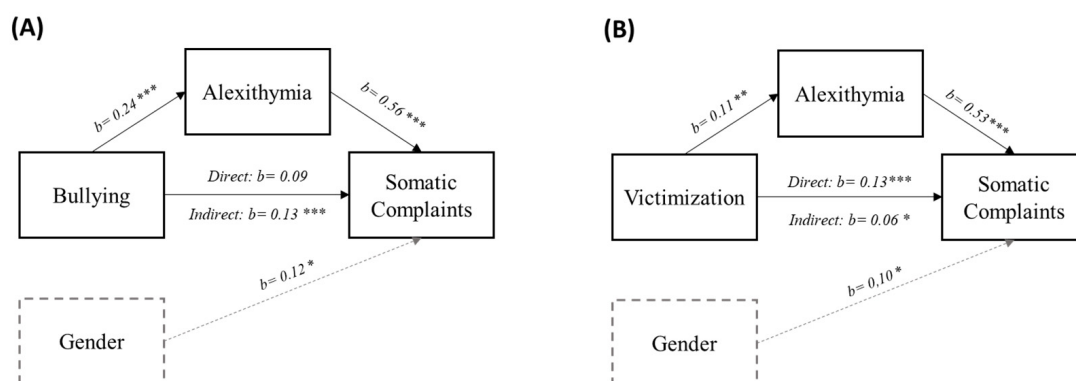 (A)
Alexithymia
b= 0.24 ***
b= 0.56 ***
Bullying
Direct: b= 0.09
Indirect: b= 0.13 ***
Somatic
Complaints
b= 0.12 *
Gender
(B)
Alexithymia
b= 0.11 **
b= 0.53 ***
Victimization
Direct: b= 0.13***
Indirect: b= 0.06 *
Somatic
Complaints
b= 0,10 *
Gender